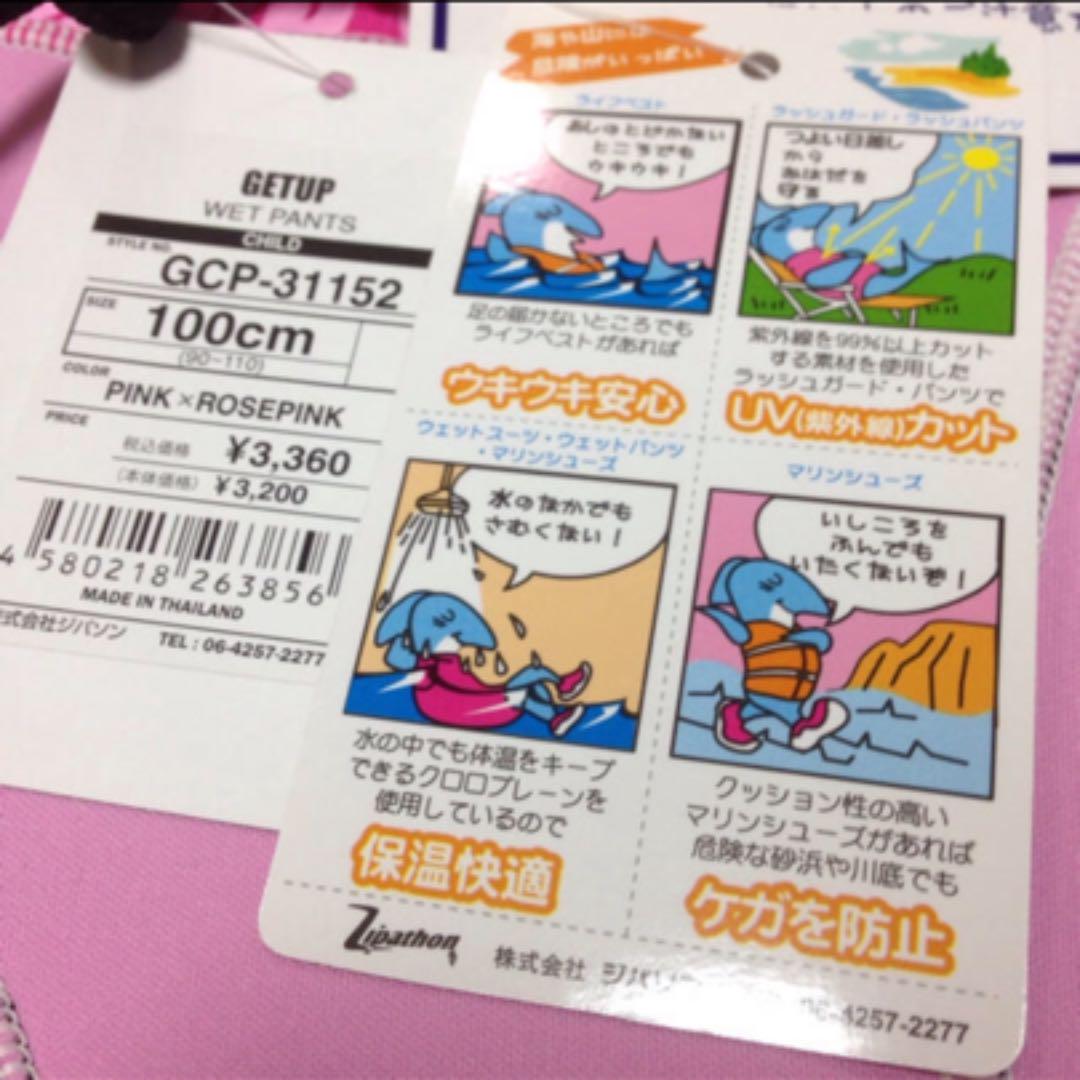 GETUP
WET PANTS
CHILD
STYLE NO.
GCP-31152
SIZE
100cm
(90~110)
COLOR
PINK×ROSEPINK
PRICE
税込価格 ¥3,360
(本体価格) ¥3,200
4 580218 263856
MADE IN THAILAND
式会社ジパソン TEL : 06-4257-2277
海や山には
危険がいっぱい
ライフベスト
あしのとどかない
ところでも
ウキウキ!
足の届かないところでも
ライフベストがあれば
ウキウキ安心
ラッシュガード・ラッシュパンツ
つよい日差し
から
おはだを
守る
紫外線を99%以上カット
する素材を使用した
ラッシュガード・パンツで
UV(紫外線)カット
ウェットスーツ・ウェットパンツ
・マリンシューズ
水のなかでも
さむくない!
水の中でも体温をキープ
できるクロロプレーンを
使用しているので
保温快適
マリンシューズ
いしころを
ふんでも
いたくないぞ!
クッション性の高い
マリンシューズがあれば
危険な砂浜や川底でも
ケガを防止
Zipathon
株式会社 ジパソ
06-4257-2277